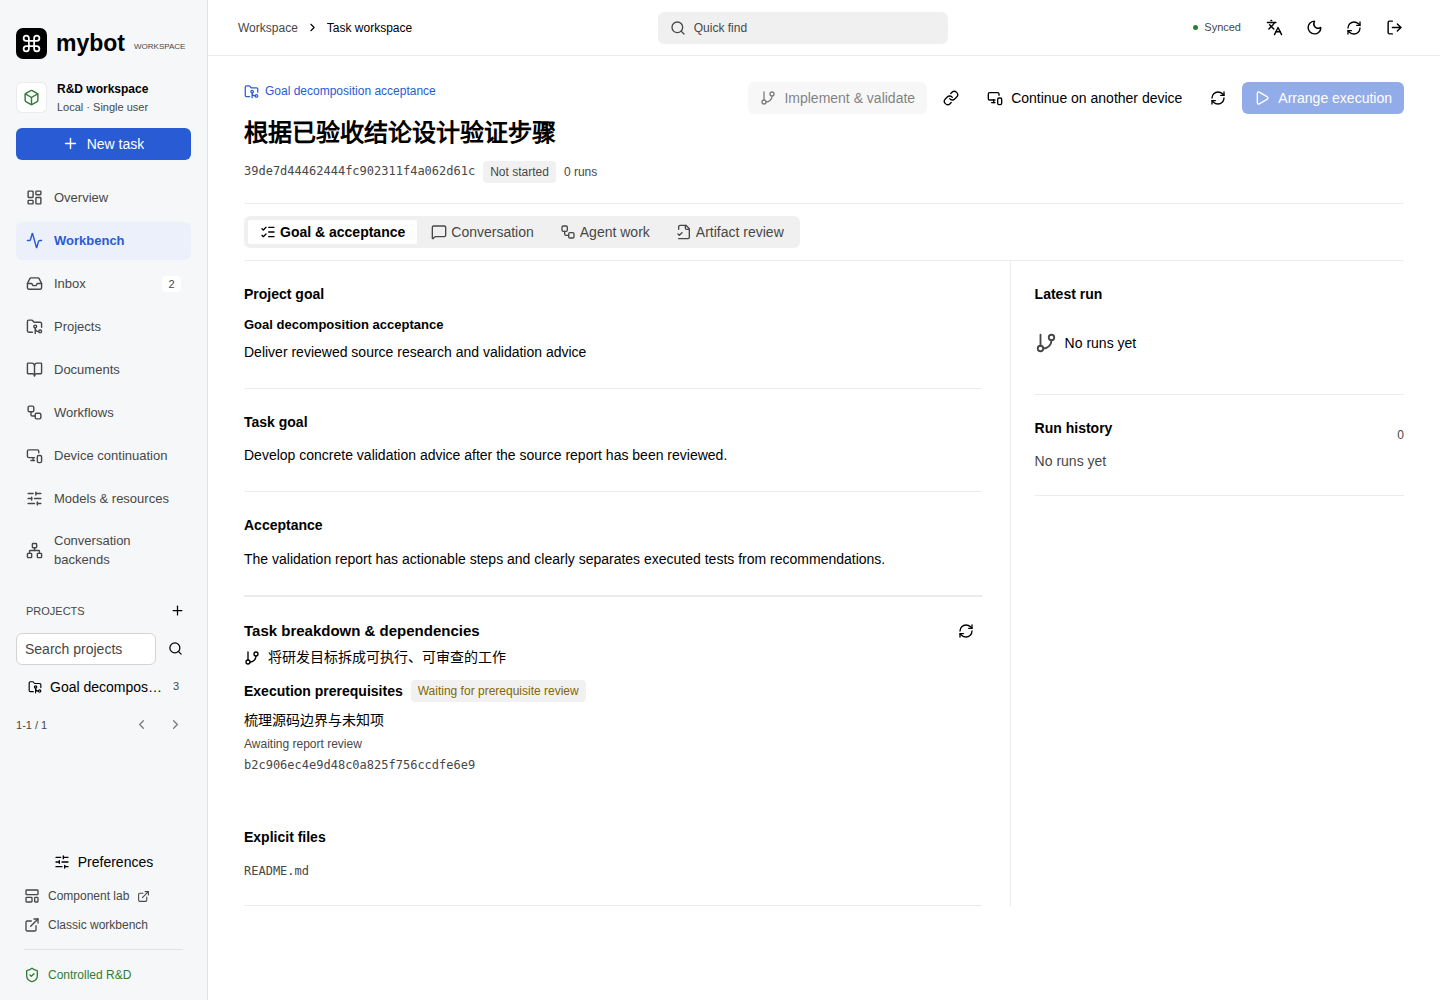 mybot WORKSPACE
R&D workspace
Local · Single user
New task
Overview
Workbench
Inbox 2
Projects
Documents
Workflows
Device continuation
Models & resources
Conversation
backends
PROJECTS
Search projects
Goal decompos… 3
1-1 / 1
Preferences
Component lab
Classic workbench
Controlled R&D
Workspace Task workspace
Quick find
Synced
Goal decomposition acceptance
Implement & validate
Continue on another device
Arrange execution
根据已验收结论设计验证步骤
39de7d44462444fc902311f4a062d61c Not started 0 runs
Goal & acceptance Conversation Agent work Artifact review
Project goal
Goal decomposition acceptance
Deliver reviewed source research and validation advice
Task goal
Develop concrete validation advice after the source report has been reviewed.
Acceptance
The validation report has actionable steps and clearly separates executed tests from recommendations.
Task breakdown & dependencies
将研发目标拆成可执行、可审查的工作
Execution prerequisites Waiting for prerequisite review
梳理源码边界与未知项
Awaiting report review
b2c906ec4e9d48c0a825f756ccdfe6e9
Explicit files
README.md
Latest run
No runs yet
Run history 0
No runs yet